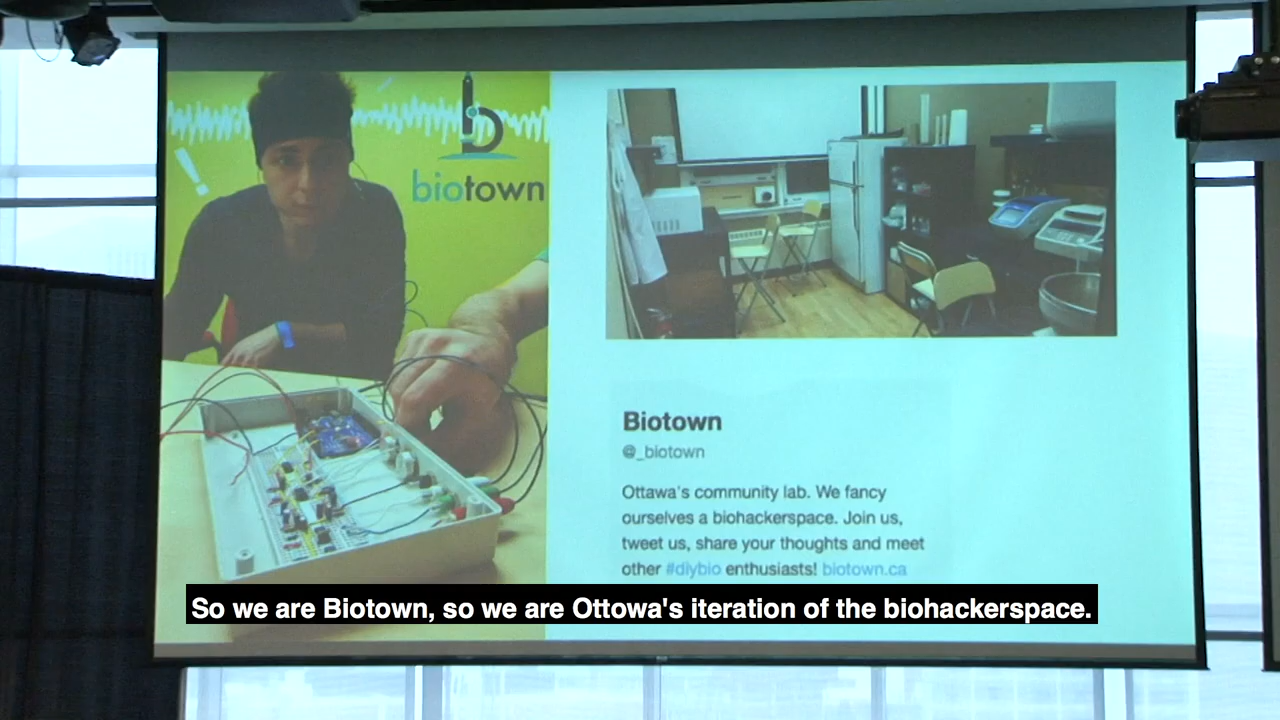 biotown
Biotown
@_biotown
Ottawa's community lab. We fancy
ourselves a biohackerspace. Join us,
tweet us, share your thoughts and meet
other #diybio enthusiasts! biotown.ca
So we are Biotown, so we are Ottowa's iteration of the biohackerspace.